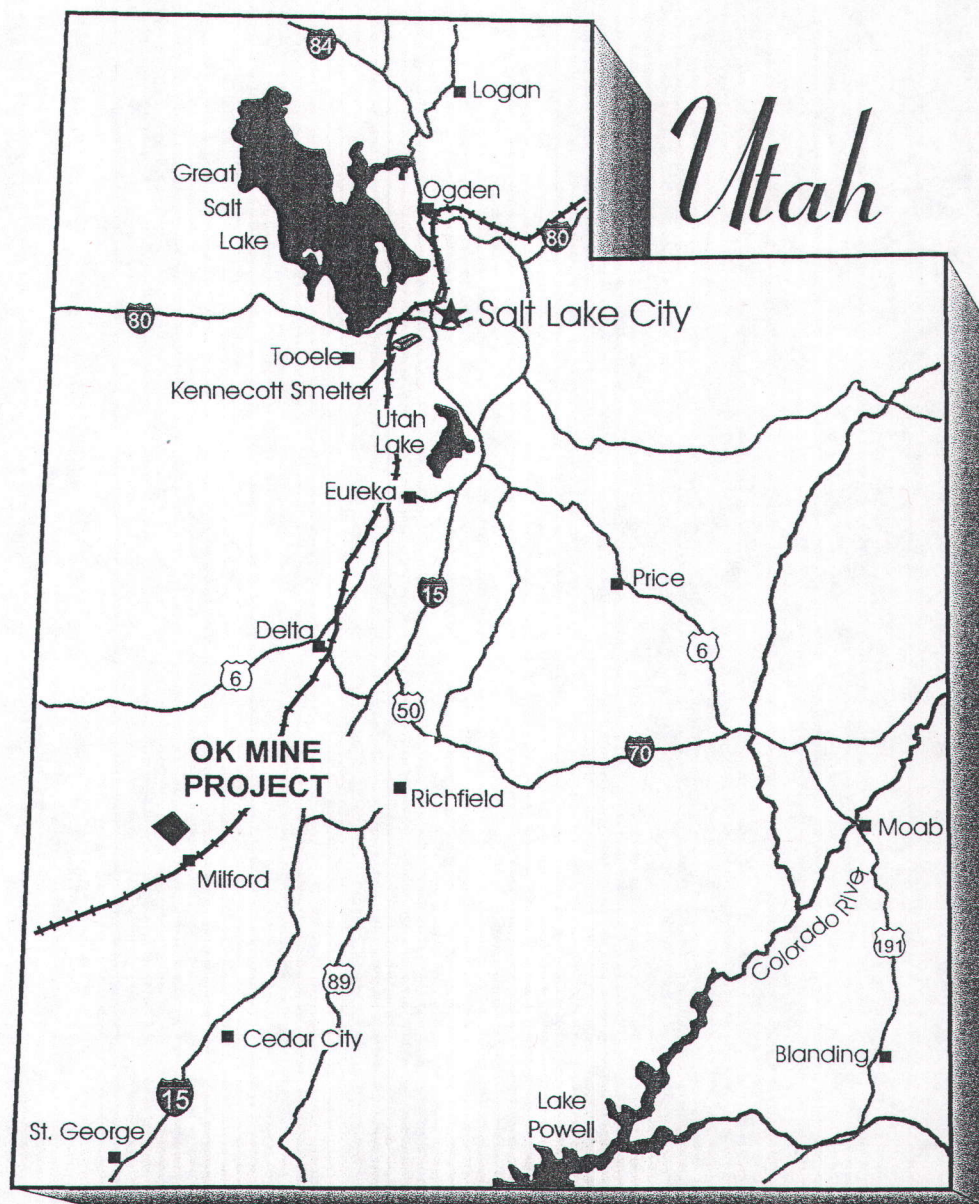 Utah
84
Logan
Great
Salt
Lake
Ogden
80
80
Salt Lake City
Tooele
Kennecott Smelter
Utah
Lake
Eureka
15
Price
Delta
6
6
50
OK MINE
PROJECT
70
Richfield
Moab
Milford
Colorado River
191
89
Cedar City
Blanding
15
Lake
Powell
St. George